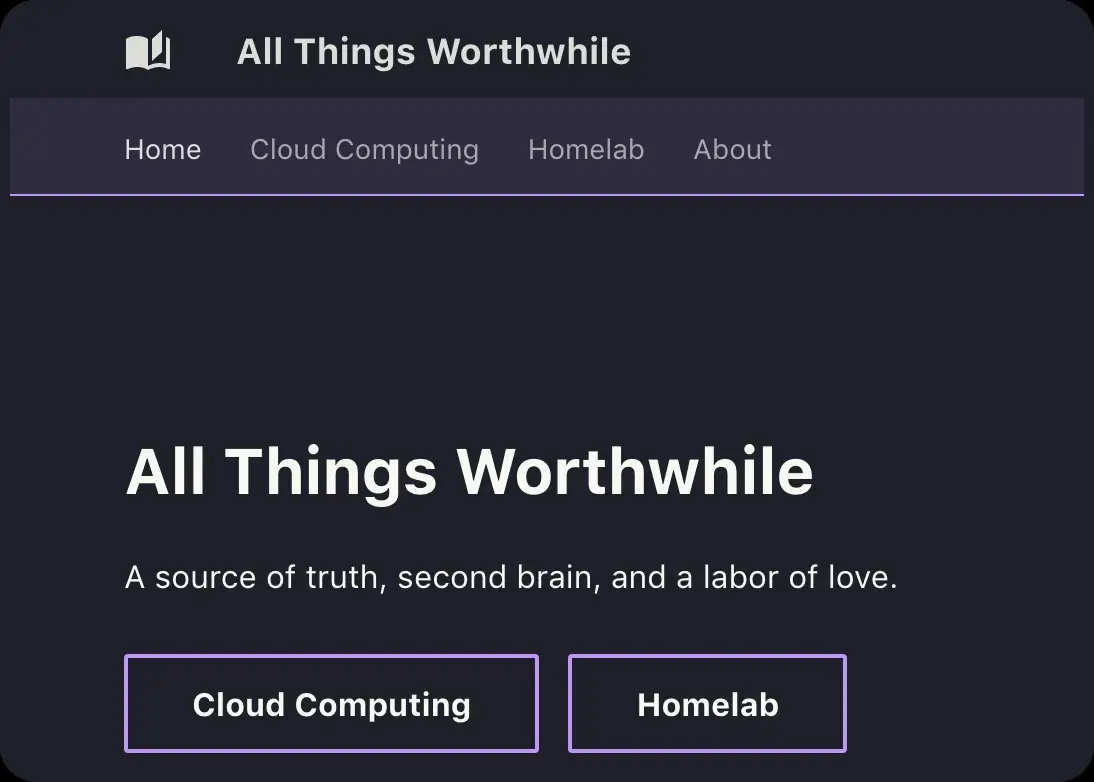 All Things Worthwhile
Home Cloud Computing Homelab About
All Things Worthwhile
A source of truth, second brain, and a labor of love.
Cloud Computing Homelab